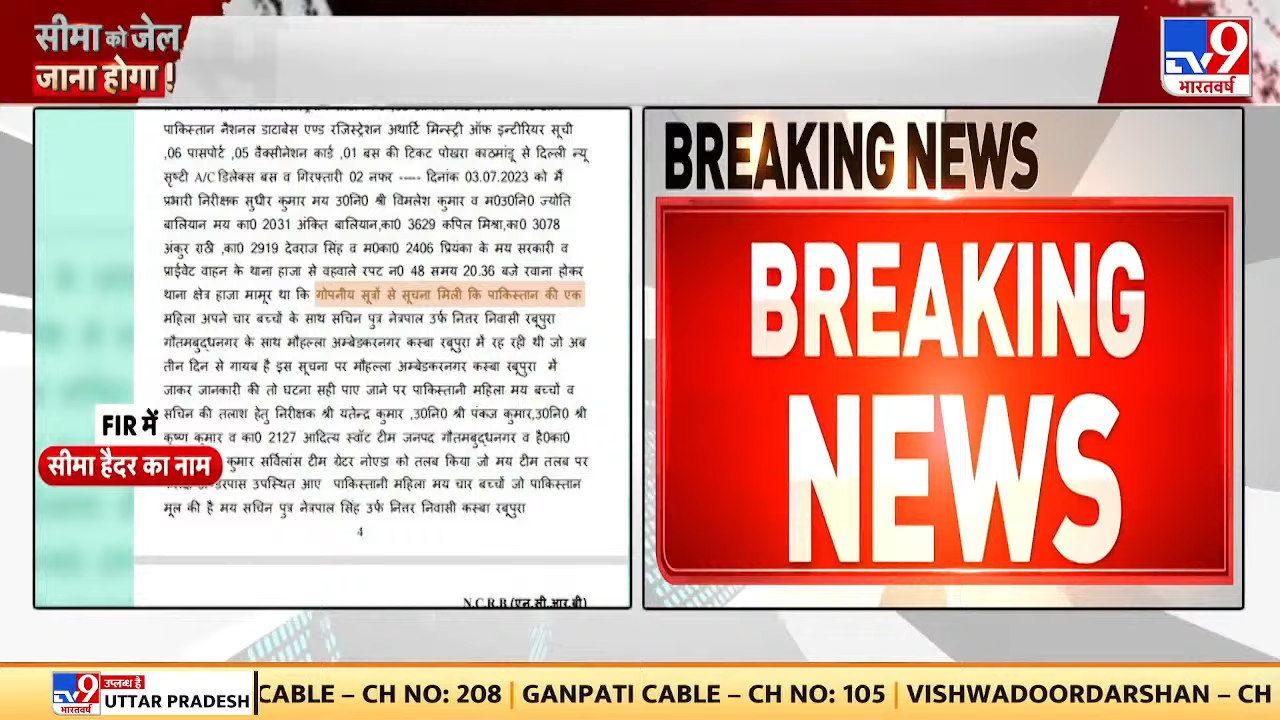 सीमा को जेल
जाना होगा !
TV9
भारतवर्ष
पाकिस्तान नैशनल डाटाबेस एण्ड रजिस्ट्रेशन अथार्टि मिन्स्ट्री ऑफ इन्टीरियर सूची
,06 पासपोर्ट ,05 वैक्सीनेशन कार्ड ,01 बस की टिकट पोखरा काठमांडू से दिल्ली न्यू
सृष्टी A/C डिलेक्स बस व गिरफ्तारी 02 नफर ----- दिनांक 03.07.2023 को मैं
प्रभारी निरीक्षक सुधीर कुमार मय उ0नि0 श्री विमलेश कुमार व म0उ0नि0 ज्योति
बालियान मय का0 2031 अंकित बालियान,का0 3629 कपिल मिश्रा,का0 3078
अंकुर राठी ,का0 2919 देवराज सिंह व म0का0 2406 प्रियंका के मय सरकारी व
प्राईवेट वाहन के थाना हाजा से वहवाले रपट न0 48 समय 20.36 बजे रवाना होकर
थाना क्षेत्र हाजा मामूर था कि गोपनीय सूत्रों से सूचना मिली कि पाकिस्तान की एक
महिला अपने चार बच्चों के साथ सचिन पुत्र नेत्रपाल उर्फ नित्तर निवासी रबूपुरा
गौतमबुद्धनगर के साथ मौहल्ला अम्बेडकरनगर कस्बा रबूपुरा में रह रही थी जो अब
तीन दिन से गायब है इस सूचना पर मौहल्ला अम्बेडकरनगर कस्बा रबूपुरा में
जाकर जानकारी की तो घटना सही पाए जाने पर पाकिस्तानी महिला मय बच्चों व
सचिन की तलाश हेतु निरीक्षक श्री यतेन्द्र कुमार ,उ0नि0 श्री पंकज कुमार,उ0नि0 श्री
कृष्ण कुमार व का0 2127 आदित्य स्वॉट टीम जनपद गौतमबुद्धनगर व है0का0
कुमार सर्विलांस टीम ग्रेटर नोएडा को तलब किया जो मय टीम तलब पर
उपस्थित आए पाकिस्तानी महिला मय चार बच्चों जो पाकिस्तान
मूल की है मय सचिन पुत्र नेत्रपाल सिंह उर्फ नित्तर निवासी कस्बा रबूपुरा
4
N.C.R.B (एन.सी.आर.बी)
FIR में
सीमा हैदर का नाम
BREAKING NEWS
BREAKING
NEWS
TV9
भारतवर्ष
उपलब्ध है
UTTAR PRADESH
CABLE – CH NO: 208 | GANPATI CABLE – CH NO: 105 | VISHWADOORDARSHAN – CH